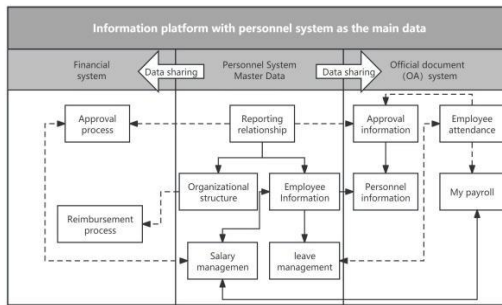 Information platform with personnel system as the main data
Financial
system
Data sharing
Personnel System
Master Data
Data sharing
Official document
(OA) system
Approval
process
Reporting
relationship
Approval
information
Employee
attendance
Organizational
structure
Employee
Information
Personnel
information
My payroll
Reimbursement
process
Salary
managemen
leave
management